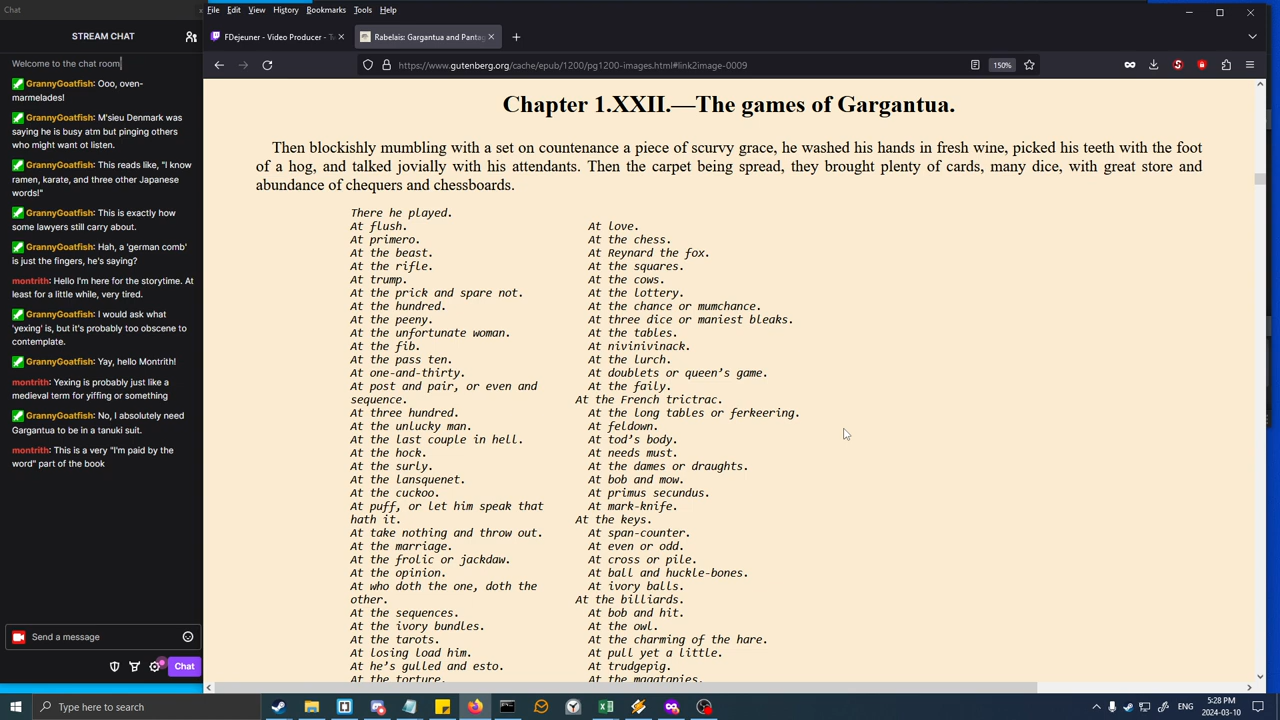 Chat
STREAM CHAT
Welcome to the chat room
GrannyGoatfish: Ooo, oven-
marmelades!
GrannyGoatfish: M'sieu Denmark was
saying he is busy atm but pinging others
who might want ot listen.
GrannyGoatfish: This reads like, "I know
ramen, karate, and three other Japanese
words!"
GrannyGoatfish: This is exactly how
some lawyers still carry about.
GrannyGoatfish: Hah, a 'german comb'
is just the fingers, he's saying?
montrith: Hello I'm here for the storytime. At
least for a little while, very tired.
GrannyGoatfish: I would ask what
'yexing' is, but it's probably too obscene to
contemplate.
GrannyGoatfish: Yay, hello Montrith!
montrith: Yexing is probably just like a
medieval term for yiffing or something
GrannyGoatfish: No, I absolutely need
Gargantua to be in a tanuki suit.
montrith: This is a very "I'm paid by the
word" part of the book
Send a message
Chat
File Edit View History Bookmarks Tools Help
FDejeuner - Video Producer - Tw
Rabelais: Gargantua and Pantag
https://www.gutenberg.org/cache/epub/1200/pg1200-images.html#link2image-0009
150%
Chapter 1.XXII.—The games of Gargantua.
Then blockishly mumbling with a set on countenance a piece of scurvy grace, he washed his hands in fresh wine, picked his teeth with the foot
of a hog, and talked jovially with his attendants. Then the carpet being spread, they brought plenty of cards, many dice, with great store and
abundance of chequers and chessboards.
There he played.
At flush. At love.
At primero. At the chess.
At the beast. At Reynard the fox.
At the rifle. At the squares.
At trump. At the cows.
At the prick and spare not. At the lottery.
At the hundred. At the chance or mumchance.
At the peeny. At three dice or maniest bleaks.
At the unfortunate woman. At the tables.
At the fib. At nivinivinack.
At the pass ten. At the lurch.
At one-and-thirty. At doublets or queen's game.
At post and pair, or even and At the faily.
sequence. At the French trictrac.
At three hundred. At the long tables or ferkeering.
At the unlucky man. At feldown.
At the last couple in hell. At tod's body.
At the hock. At needs must.
At the surly. At the dames or draughts.
At the lansquenet. At bob and mow.
At the cuckoo. At primus secundus.
At puff, or let him speak that At mark-knife.
hath it. At the keys.
At take nothing and throw out. At span-counter.
At the marriage. At even or odd.
At the frolic or jackdaw. At cross or pile.
At the opinion. At ball and huckle-bones.
At who doth the one, doth the At ivory balls.
other. At the billiards.
At the sequences. At bob and hit.
At the ivory bundles. At the owl.
At the tarots. At the charming of the hare.
At losing load him. At pull yet a little.
At he's gulled and esto. At trudgepig.
At the torture. At the magatapies.
Type here to search
ENG
5:28 PM
2024-03-10